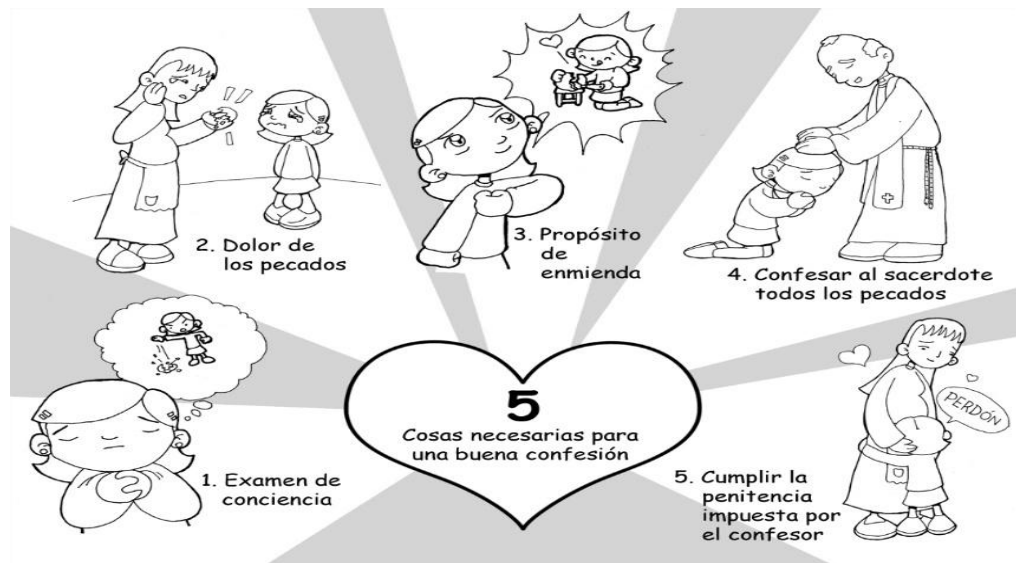 5
Cosas necesarias para
una buena confesión
1. Examen de
conciencia
2. Dolor de
los pecados
3. Propósito
de
enmienda
4. Confesar al sacerdote
todos los pecados
5. Cumplir la
penitencia
impuesta por
el confesor
PERDÓN